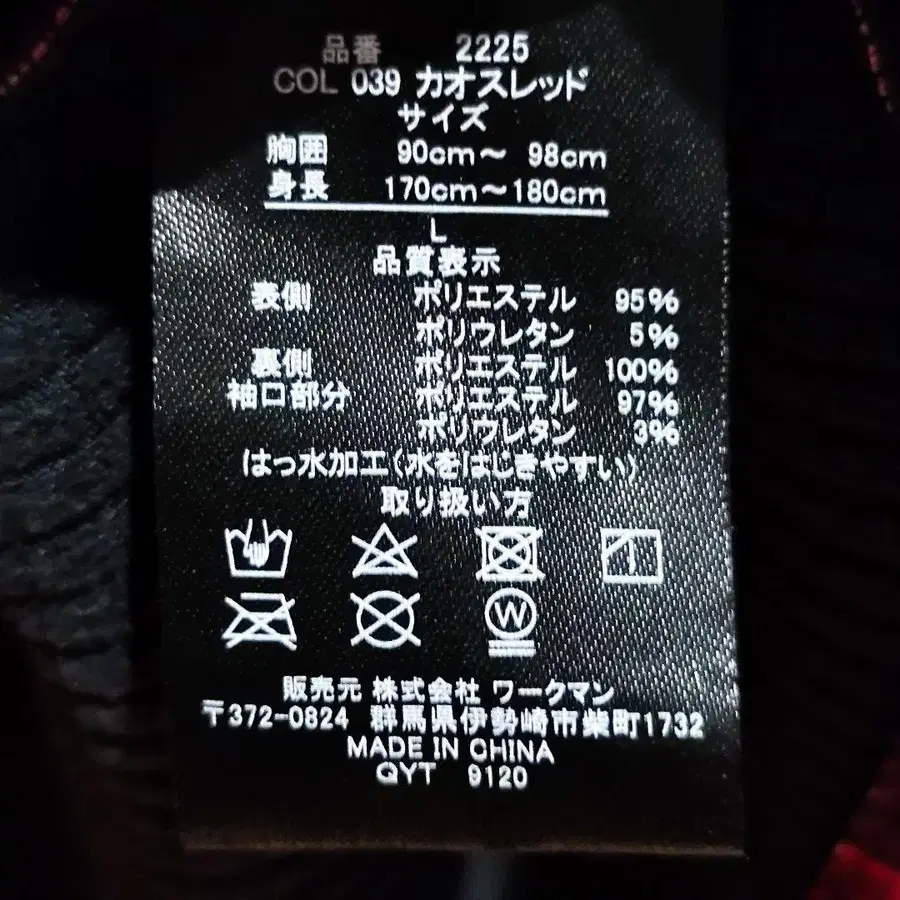 品番 2225
COL 039 カオスレッド
サイズ
胸囲 90cm～ 98cm
身長 170cm～180cm
L
品質表示
表側 ポリエステル 95%
ポリウレタン 5%
裏側 ポリエステル 100%
袖口部分 ポリエステル 97%
ポリウレタン 3%
はっ水加工(水をはじきやすい)
取り扱い方
W
販売元 株式会社 ワークマン
〒372-0824 群馬県伊勢崎市柴町1732
MADE IN CHINA
QYT 9120